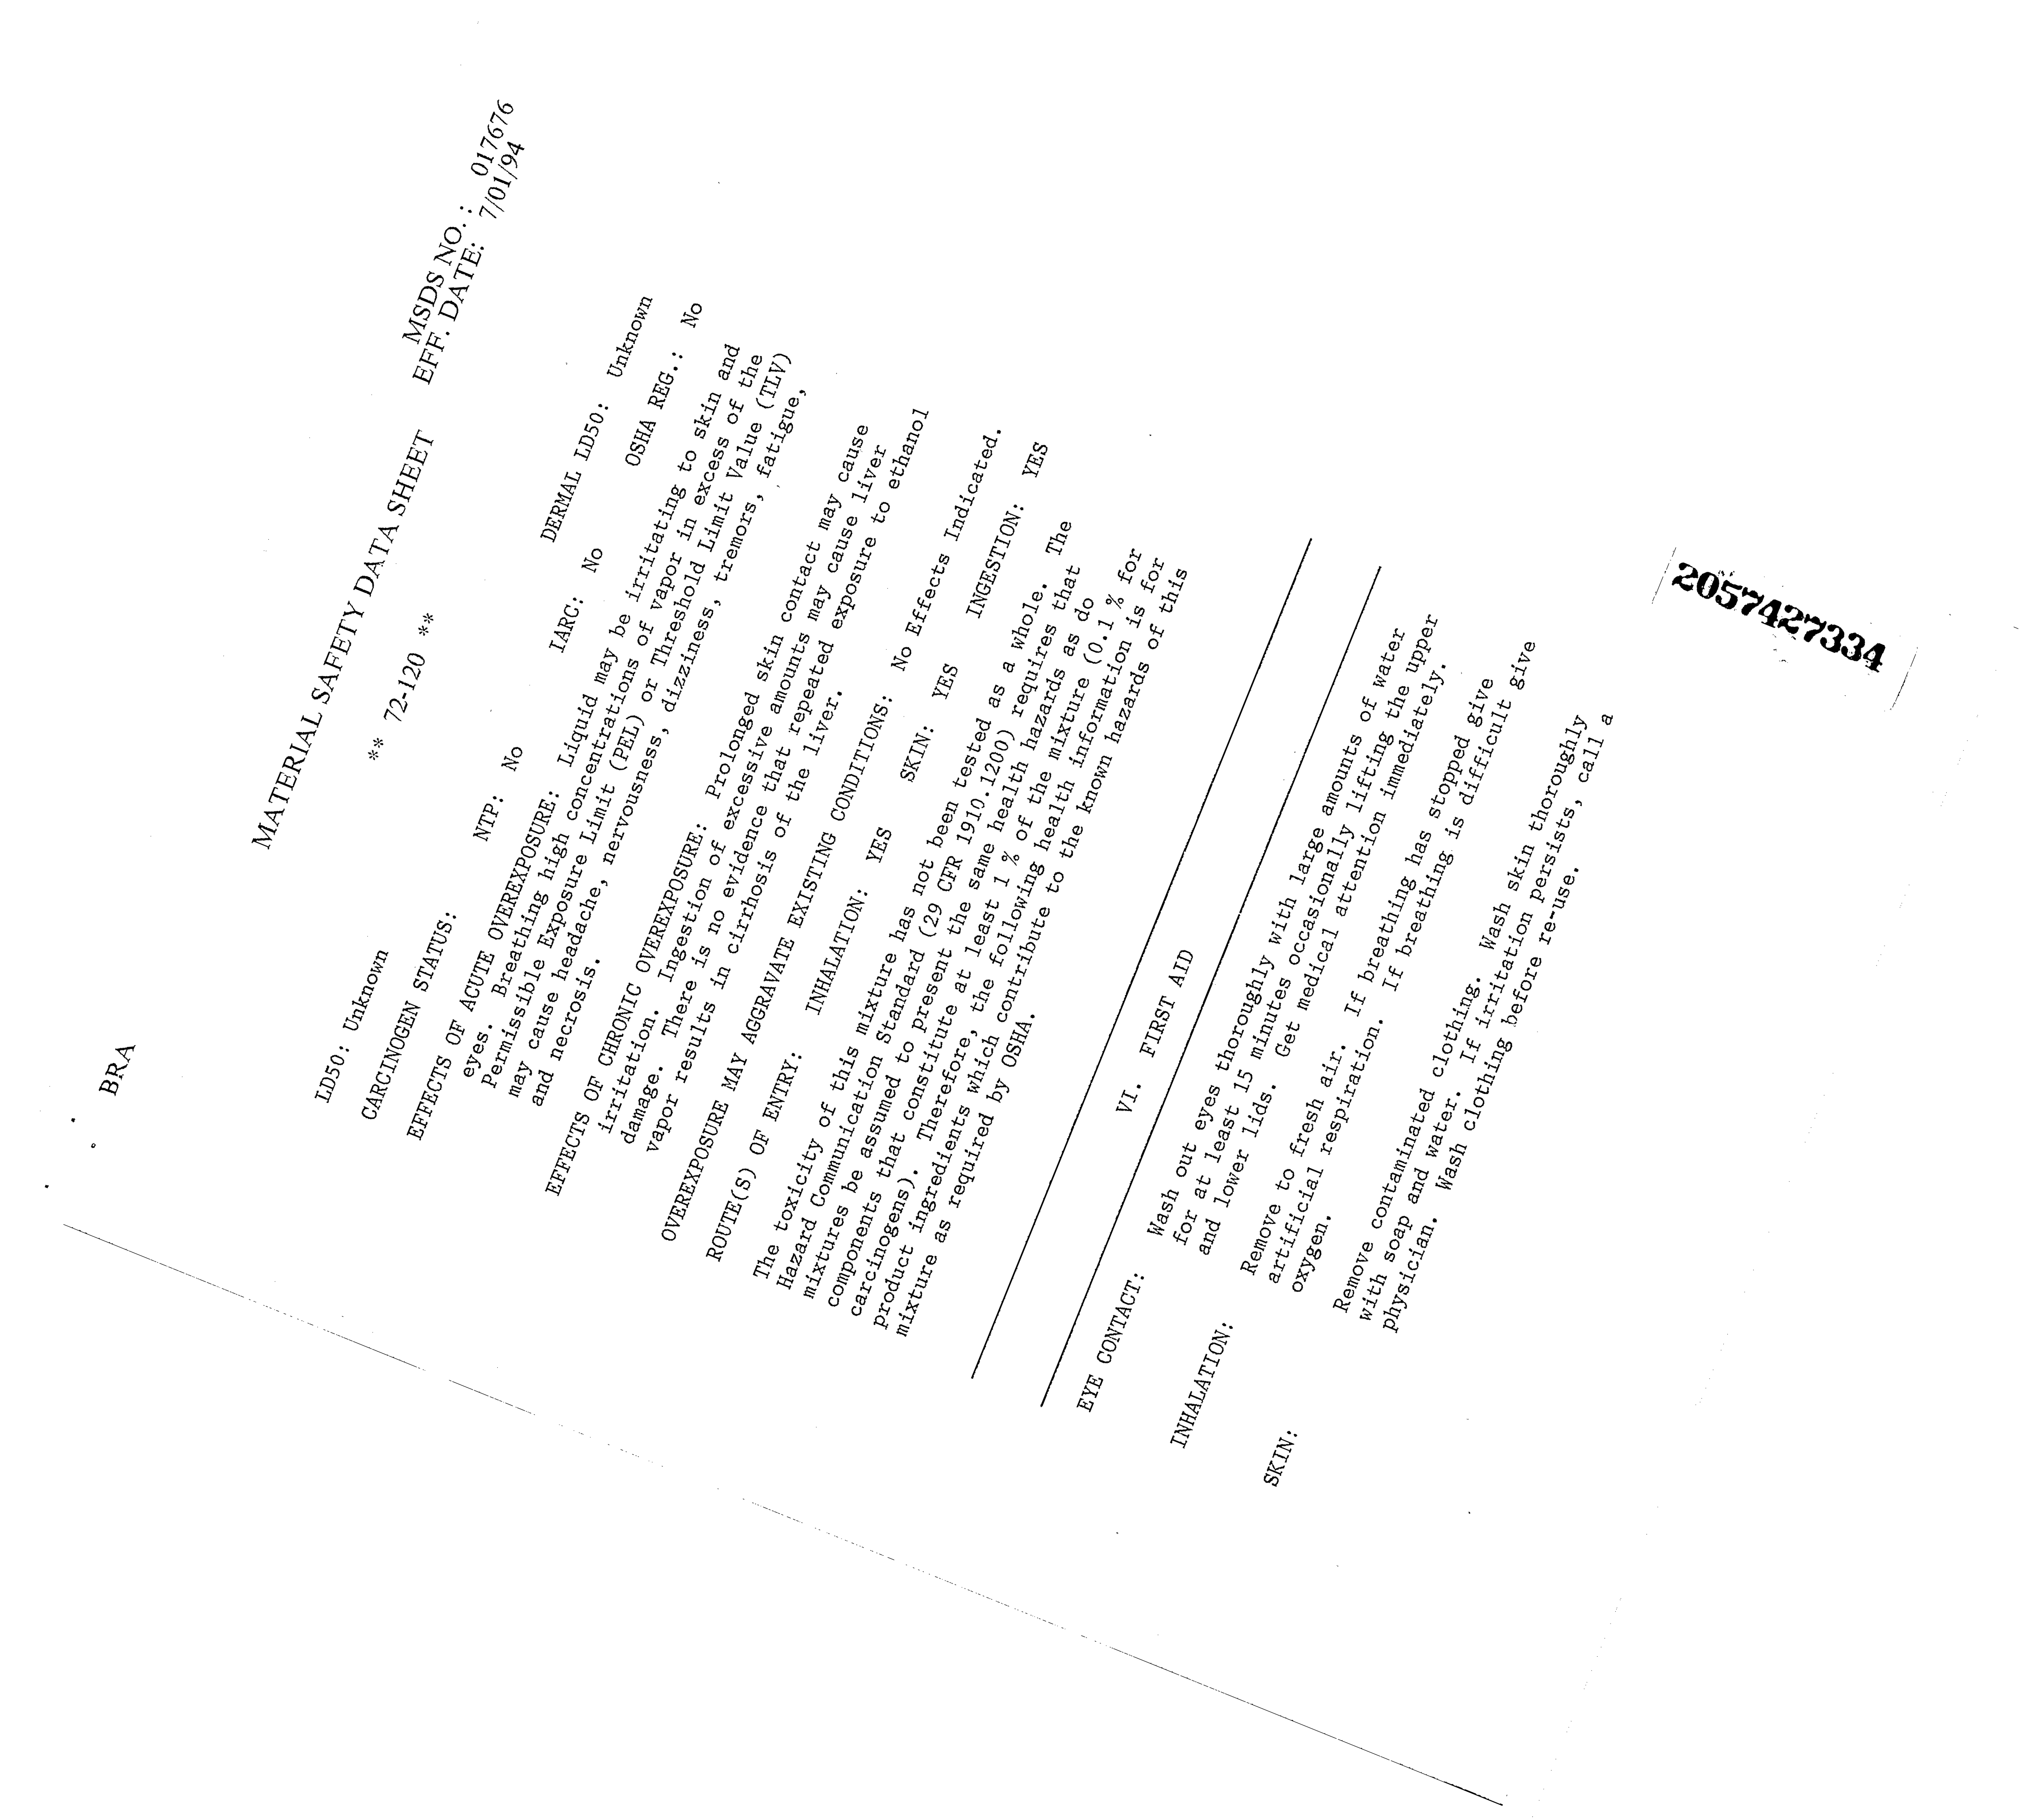 BRA
MATERIAL SAFETY DATA SHEET
MSDS NO.: 017676
EFF. DATE: 7/01/94
** 72-120 **
LD50: Unknown DERMAL LD50: Unknown
CARCINOGEN STATUS: NTP: No IARC: No OSHA REG.: No
EFFECTS OF ACUTE OVEREXPOSURE: Liquid may be irritating to skin and
eyes. Breathing high concentrations of vapor in excess of the
Permissible Exposure Limit (PEL) or Threshold Limit Value (TLV)
may cause headache, nervousness, dizziness, tremors, fatigue,
and necrosis.
EFFECTS OF CHRONIC OVEREXPOSURE: Prolonged skin contact may cause
irritation. Ingestion of excessive amounts may cause liver
damage. There is no evidence that repeated exposure to ethanol
vapor results in cirrhosis of the liver.
OVEREXPOSURE MAY AGGRAVATE EXISTING CONDITIONS: No Effects Indicated.
ROUTE(S) OF ENTRY: INHALATION: YES SKIN: YES INGESTION: YES
The toxicity of this mixture has not been tested as a whole. The
Hazard Communication Standard (29 CFR 1910.1200) requires that
mixtures be assumed to present the same health hazards as do
components that constitute at least 1 % of the mixture (0.1 % for
carcinogens). Therefore, the following health information is for
product ingredients which contribute to the known hazards of this
mixture as required by OSHA.
VI. FIRST AID
EYE CONTACT: Wash out eyes thoroughly with large amounts of water
for at least 15 minutes occasionally lifting the upper
and lower lids. Get medical attention immediately.
INHALATION: Remove to fresh air. If breathing has stopped give
artificial respiration. If breathing is difficult give
oxygen.
SKIN: Remove contaminated clothing. Wash skin thoroughly
with soap and water. If irritation persists, call a
physician. Wash clothing before re-use.
2057427334